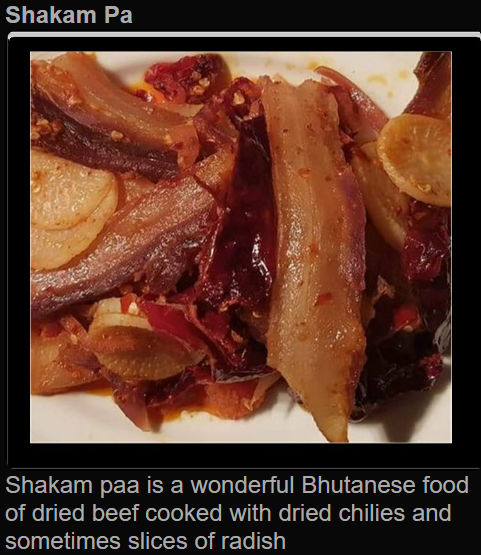 Shakam Pa
Shakam paa is a wonderful Bhutanese food
of dried beef cooked with dried chilies and
sometimes slices of radish